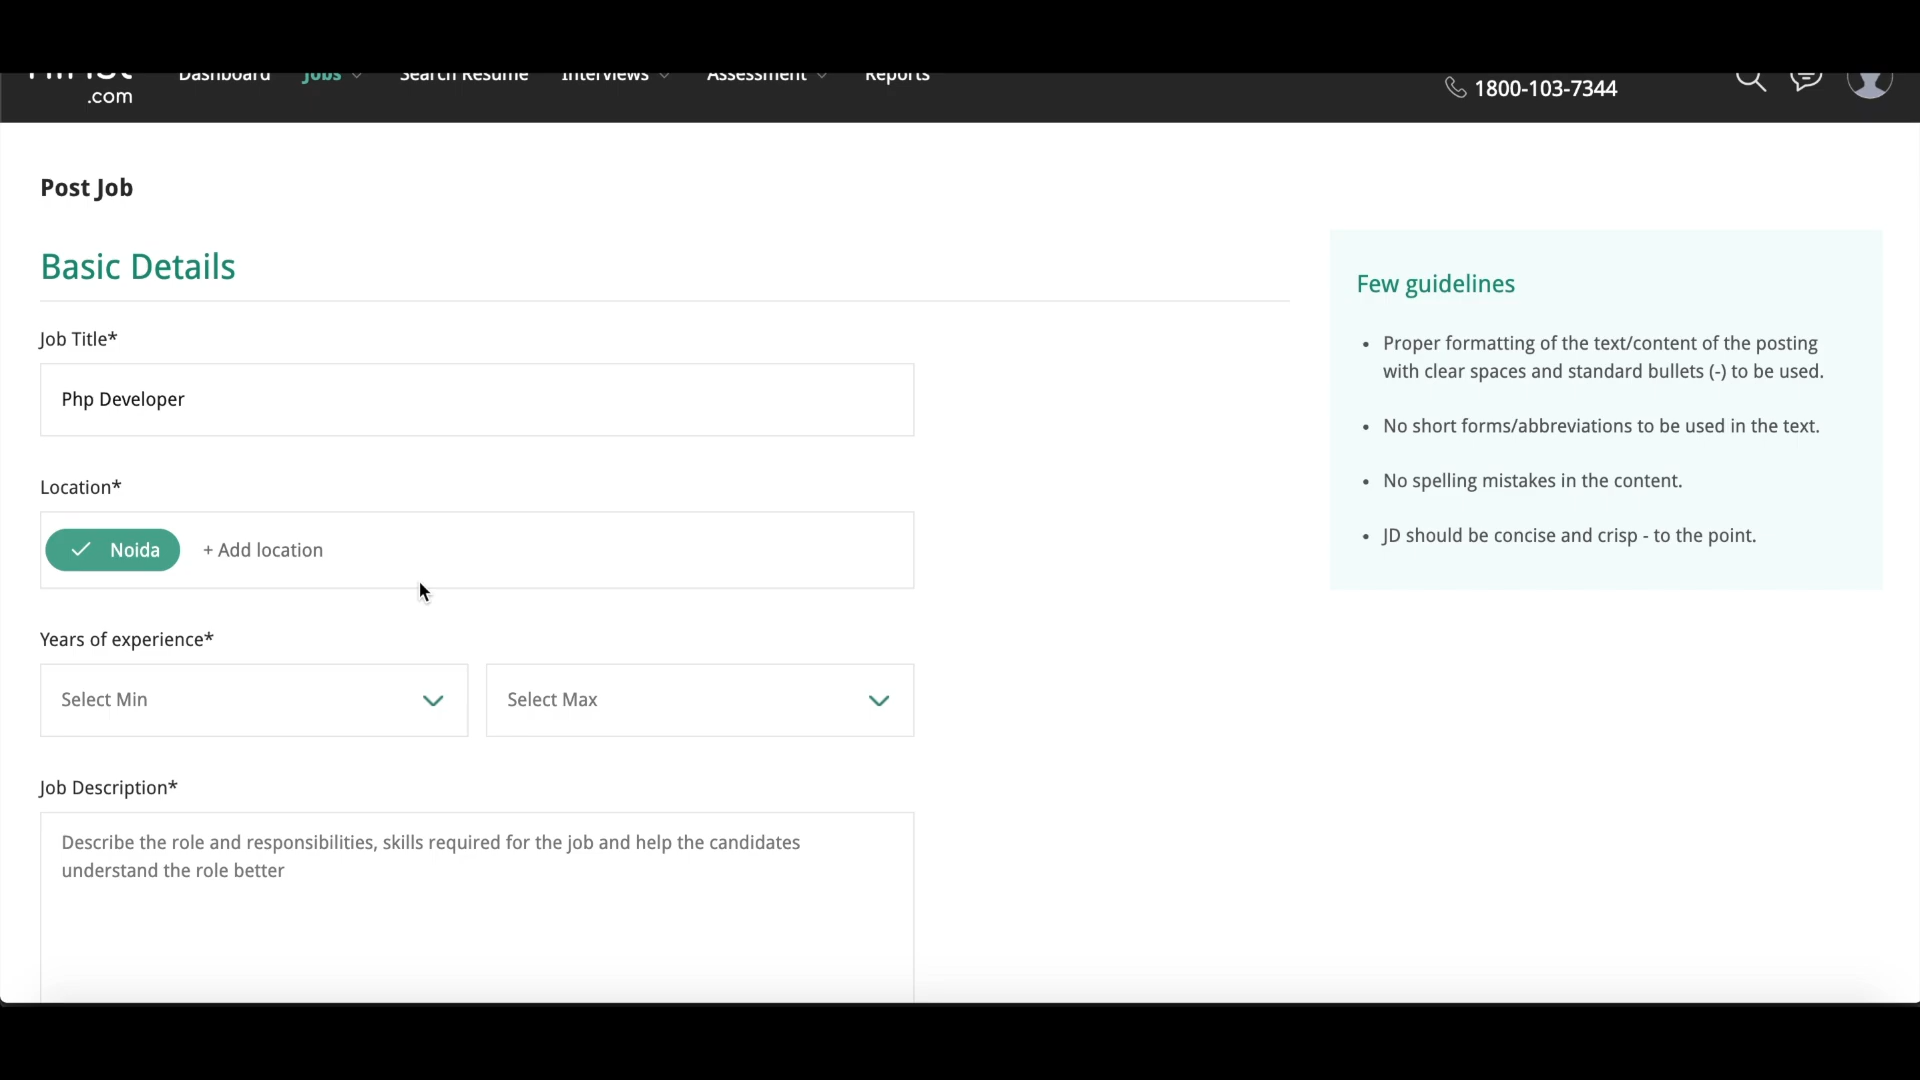 .com
Dashboard Jobs Search Resume Interviews Assessment Reports
1800-103-7344
Post Job
Basic Details
Job Title*
Php Developer
Location*
Noida + Add location
Years of experience*
Select Min Select Max
Job Description*
Describe the role and responsibilities, skills required for the job and help the candidates
understand the role better
Few guidelines
• Proper formatting of the text/content of the posting
with clear spaces and standard bullets (-) to be used.
• No short forms/abbreviations to be used in the text.
• No spelling mistakes in the content.
• JD should be concise and crisp - to the point.